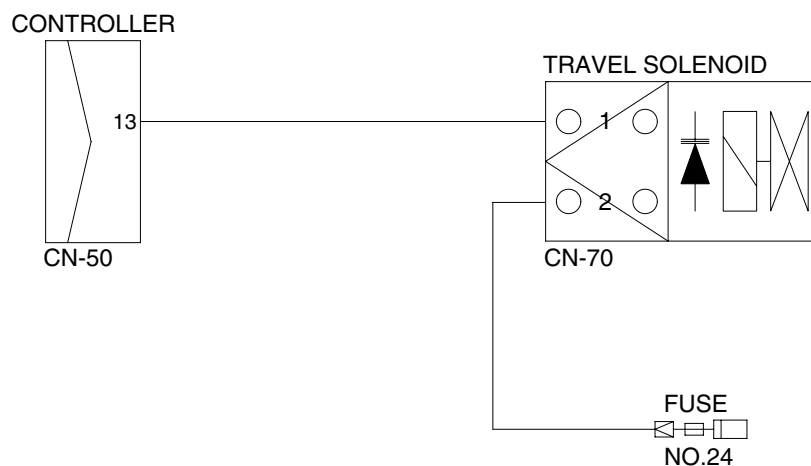 CONTROLLER
TRAVEL SOLENOID
13
1
2
CN-50
CN-70
FUSE
NO.24